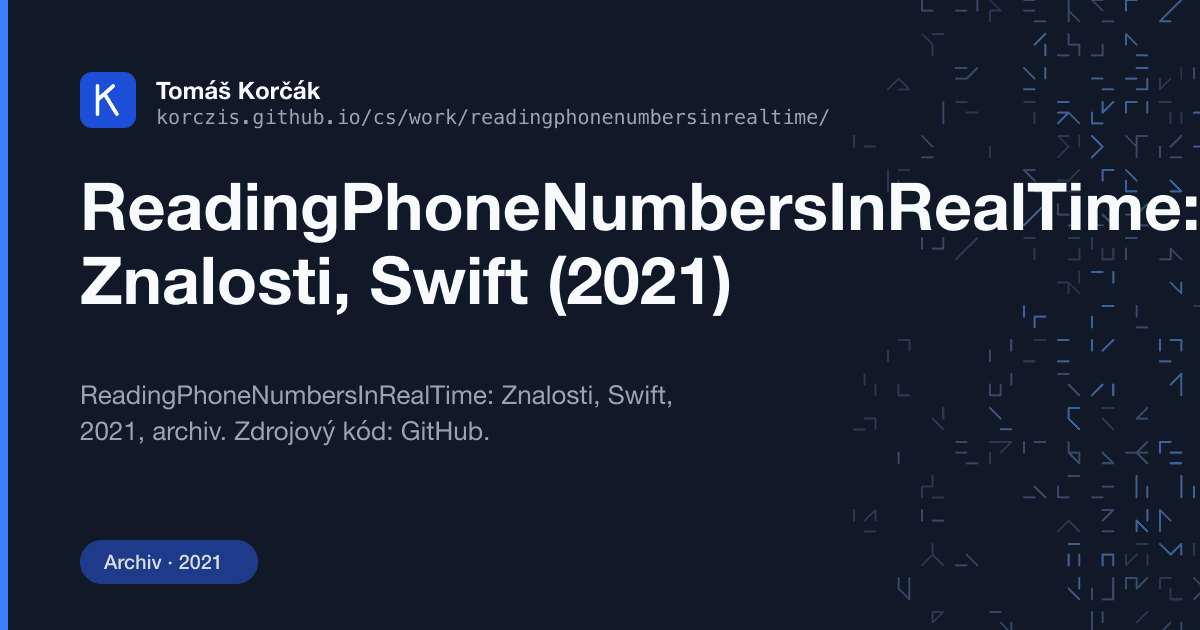 K
Tomáš Korčák
korczis.github.io/cs/work/readingphonenumbersinrealtime/
ReadingPhoneNumbersInRealTime:
Znalosti, Swift (2021)
ReadingPhoneNumbersInRealTime: Znalosti, Swift,
2021, archiv. Zdrojový kód: GitHub.
Archiv · 2021